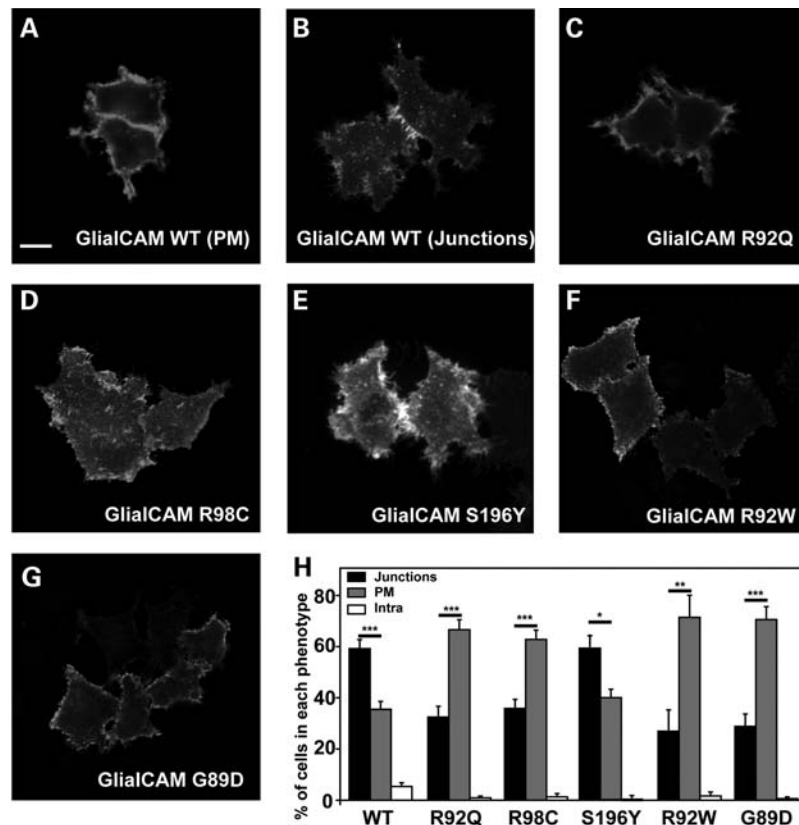 A
GlialCAM WT (PM)
B
GlialCAM WT (Junctions)
C
GlialCAM R92Q
D
GlialCAM R98C
E
GlialCAM S196Y
F
GlialCAM R92W
G
GlialCAM G89D
H
Junctions
PM
Intra
% of cells in each phenotype
80
60
40
20
0
***
***
***
*
**
***
WT R92Q R98C S196Y R92W G89D